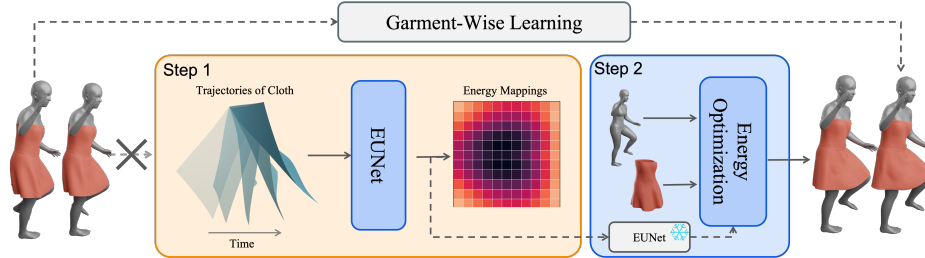 Garment-Wise Learning
Step 1
Trajectories of Cloth
Time
EUNet
Energy Mappings
Step 2
Energy
Optimization
EUNet